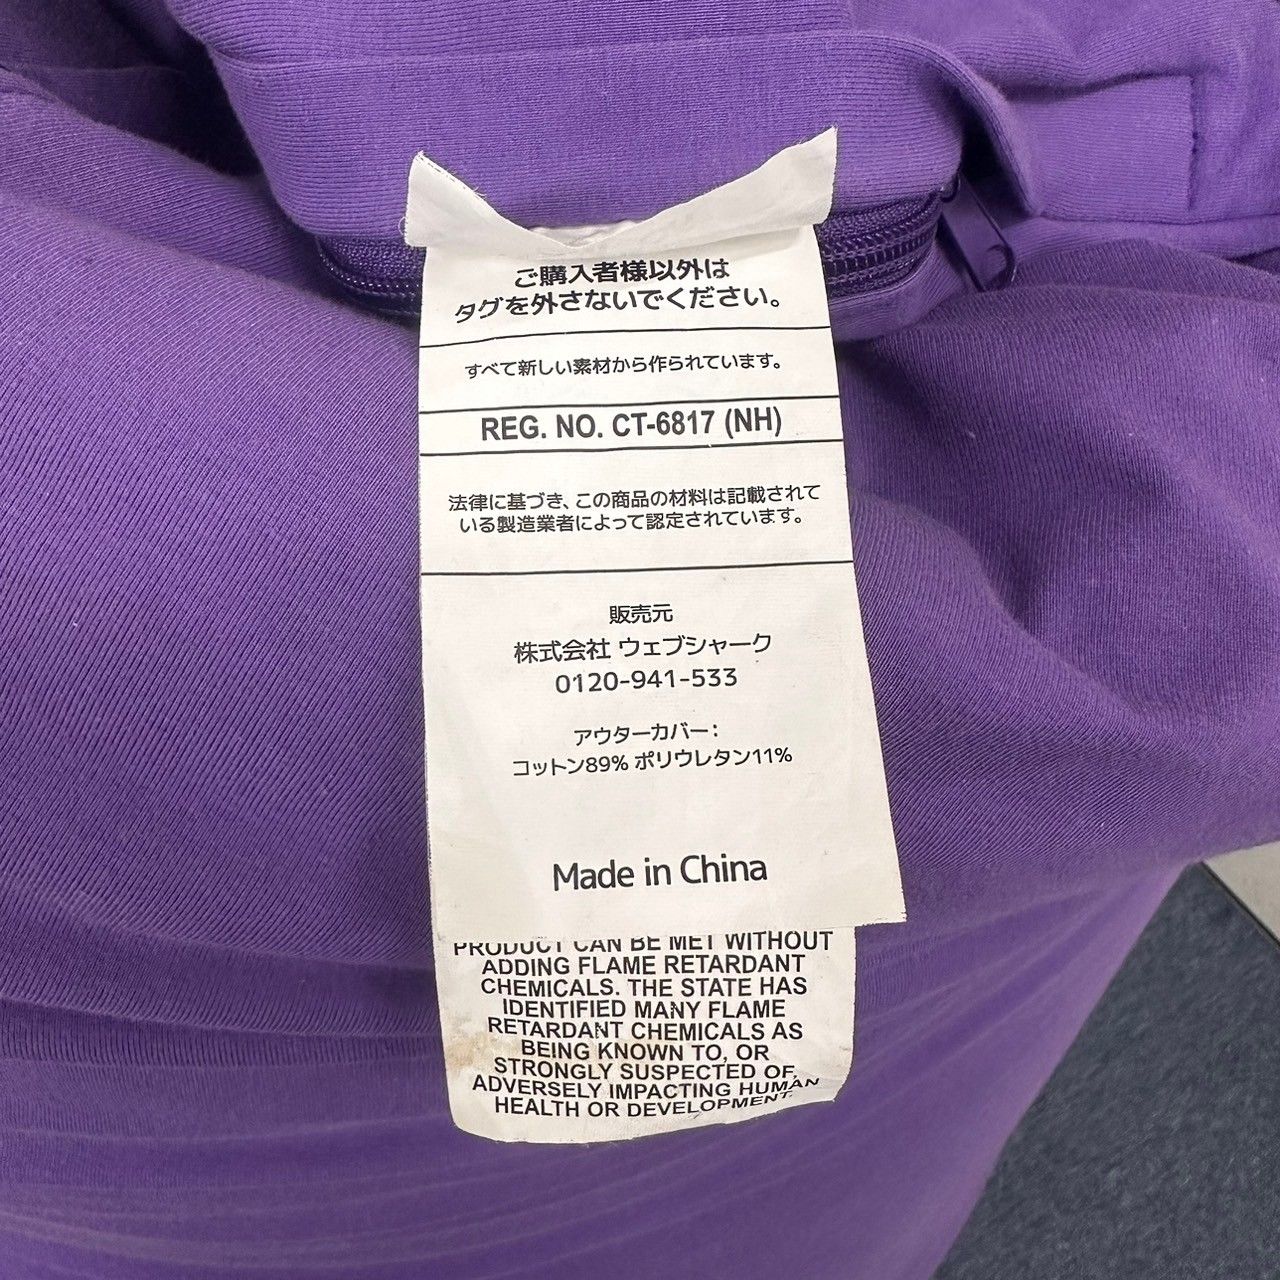 ご購入者様以外は
タグを外さないでください。
すべて新しい素材から作られています。
REG. NO. CT-6817 (NH)
法律に基づき、この商品の材料は記載されて
いる製造業者によって認定されています。
販売元
株式会社 ウェブシャーク
0120-941-533
アウターカバー：
コットン89% ポリウレタン11%
Made in China
PRODUCT CAN BE MET WITHOUT
ADDING FLAME RETARDANT
CHEMICALS. THE STATE HAS
IDENTIFIED MANY FLAME
RETARDANT CHEMICALS AS
BEING KNOWN TO, OR
STRONGLY SUSPECTED OF,
ADVERSELY IMPACTING HUMAN
HEALTH OR DEVELOPMENT.